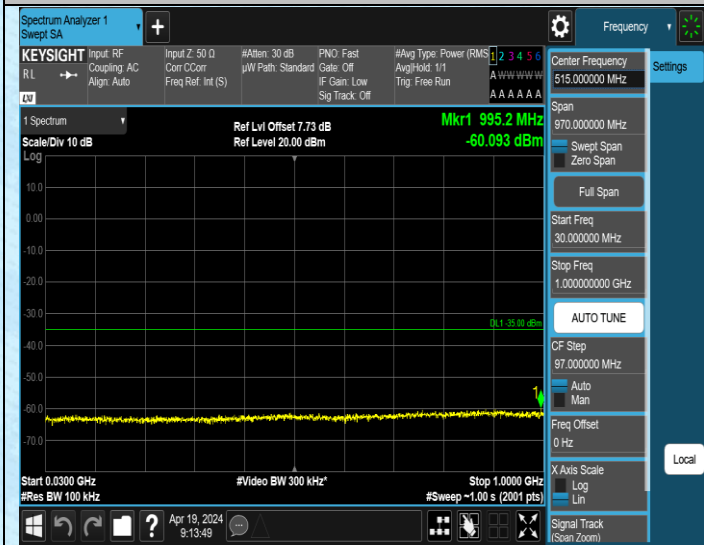 Spectrum Analyzer 1
Swept SA
+
Frequency
KEYSIGHT
RL
LXI
Input: RF
Coupling: AC
Align: Auto
Input Z: 50 Ω
Corr CCorr
Freq Ref: Int (S)
#Atten: 30 dB
µW Path: Standard
PNO: Fast
Gate: Off
IF Gain: Low
Sig Track: Off
#Avg Type: Power (RMS
Avg|Hold: 1/1
Trig: Free Run
1 2 3 4 5 6
A W W W W W
A A A A A A
Center Frequency
515.000000 MHz
Settings
Span
970.000000 MHz
Swept Span
Zero Span
Full Span
Start Freq
30.000000 MHz
Stop Freq
1.000000000 GHz
AUTO TUNE
CF Step
97.000000 MHz
Auto
Man
Freq Offset
0 Hz
X Axis Scale
Log
Lin
Signal Track
(Span Zoom)
Local
1 Spectrum
Scale/Div 10 dB
Ref Lvl Offset 7.73 dB
Ref Level 20.00 dBm
Mkr1 995.2 MHz
-60.093 dBm
Log
10.0
0.00
-10.0
-20.0
-30.0
DL1 -35.00 dBm
-40.0
-50.0
1
-60.0
-70.0
Start 0.0300 GHz
#Video BW 300 kHz*
Stop 1.0000 GHz
#Res BW 100 kHz
#Sweep ~1.00 s (2001 pts)
?
Apr 19, 2024
9:13:49